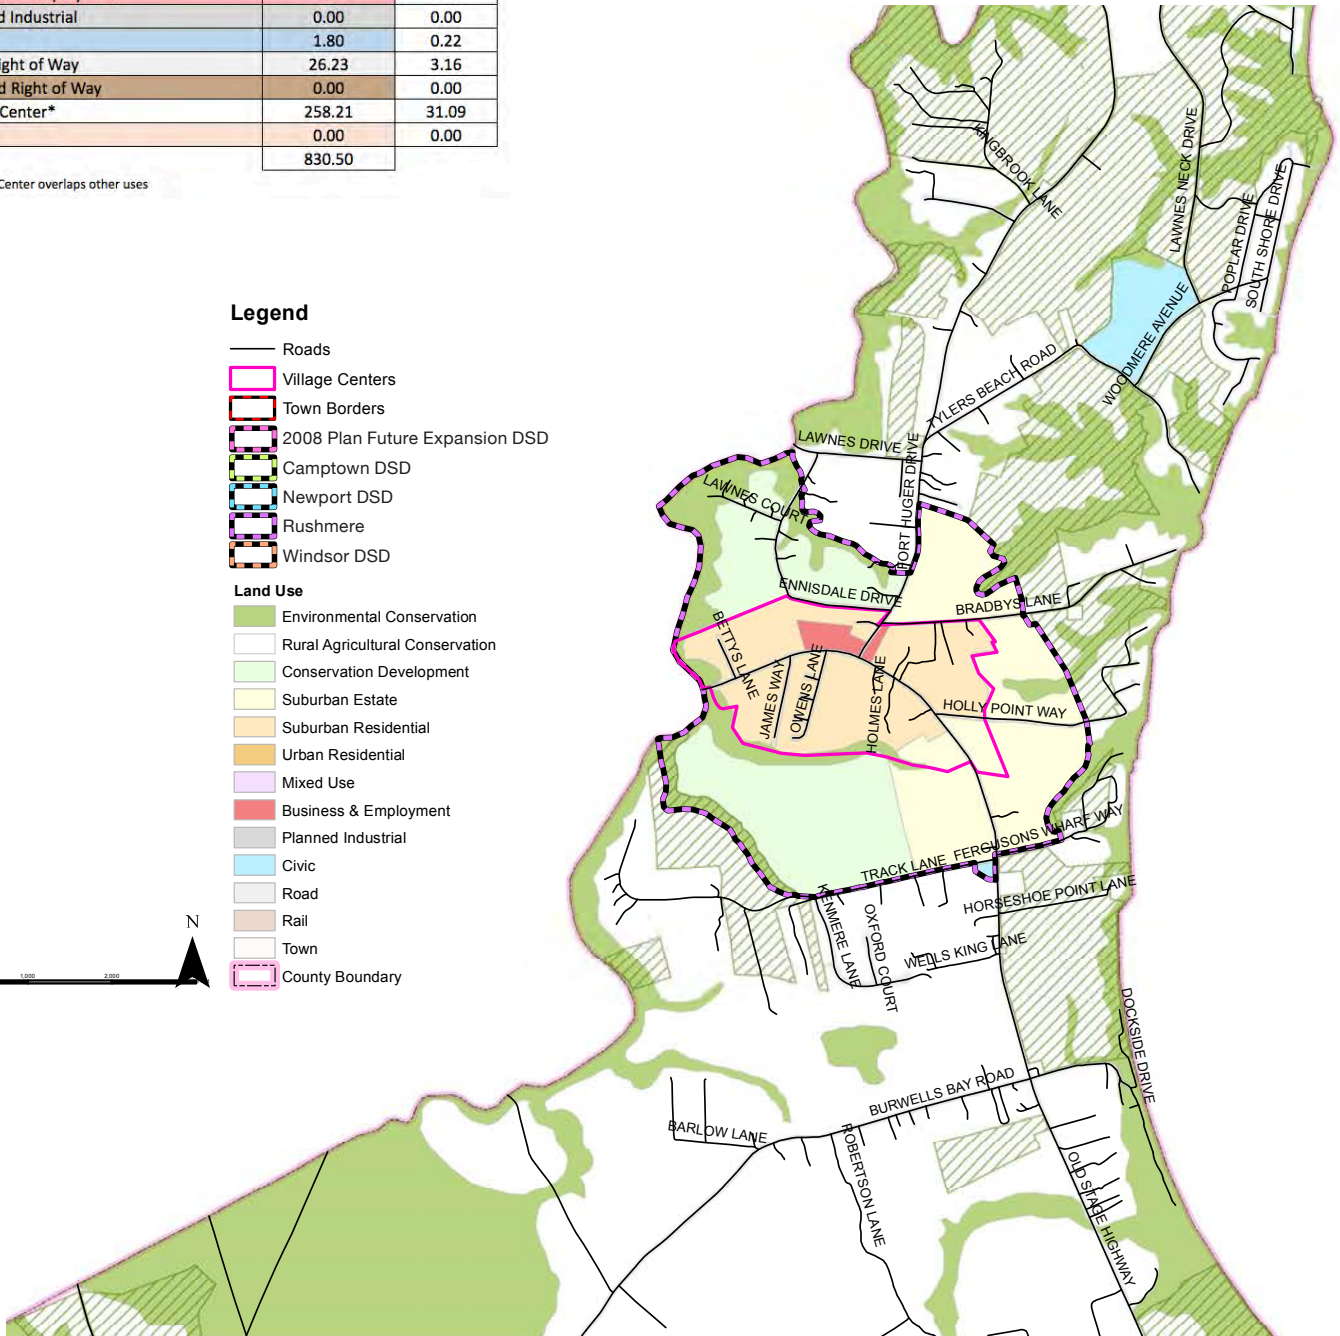 d Industrial 0.00 0.00
1.80 0.22
ight of Way 26.23 3.16
d Right of Way 0.00 0.00
Center* 258.21 31.09
0.00 0.00
830.50
Center overlaps other uses
Legend
Roads
Village Centers
Town Borders
2008 Plan Future Expansion DSD
Camptown DSD
Newport DSD
Rushmere
Windsor DSD
Land Use
Environmental Conservation
Rural Agricultural Conservation
Conservation Development
Suburban Estate
Suburban Residential
Urban Residential
Mixed Use
Business & Employment
Planned Industrial
Civic
Road
Rail
Town
County Boundary
N
1,000 2,000
KINGBROOK LANE
LAWNES NECK DRIVE
POPLAR DRIVE
SOUTH SHORE DRIVE
WOODMERE AVENUE
TYLERS BEACH ROAD
LAWNES DRIVE
FORT HUGER DRIVE
LAWNES COURT
ENNISDALE DRIVE
BRADBYS LANE
BETTYS LANE
JAMES WAY
OWENS LANE
HOLMES LANE
HOLLY POINT WAY
FERGUSONS WHARF WAY
TRACK LANE
KENMERE LANE
OXFORD COURT
HORSESHOE POINT LANE
WELLS KING LANE
DOCKSIDE DRIVE
BURWELLS BAY ROAD
BARLOW LANE
ROBERTSON LANE
OLD STAGE HIGHWAY